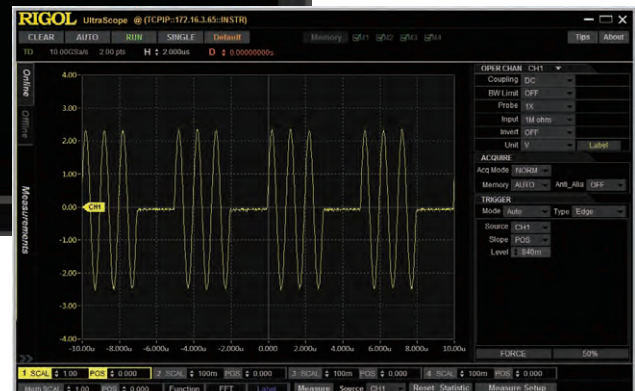 RIGOL UltraScope @ (TCPIP::172.16.3.65::INSTR)
CLEAR AUTO RUN SINGLE Default Memory M1 M2 M3 M4 Tips About
TD 10.00GSa/s 2.00 pts H 2.000us D 0.00000000s
Online
Offline
Measurements
4.00
3.00
2.00
1.00
0.00
CH1
-1.00
-2.00
-3.00
-4.00
-10.00u -8.000u -6.000u -4.000u -2.000u 0.000 2.000u 4.000u 6.000u 8.000u 10.00u
OPER CHAN CH1
Coupling DC
BW Limit OFF
Probe 1X
Input 1M ohm
Invert OFF
Unit V Label
ACQUIRE
Acq Mode NORM
Memory AUTO Anti_Alia OFF
TRIGGER
Mode Auto Type Edge
Source CH1
Slope POS
Level 840m
FORCE 50%
1 SCAL 1.00 POS 0.000 2 SCAL 100m POS 0.000 3 SCAL 100m POS 0.000 4 SCAL 100m POS 0.000
Math SCAL 1.00 POS 0.000 Function FFT Label Measure Source CH1 Reset Statistic Measure Setup